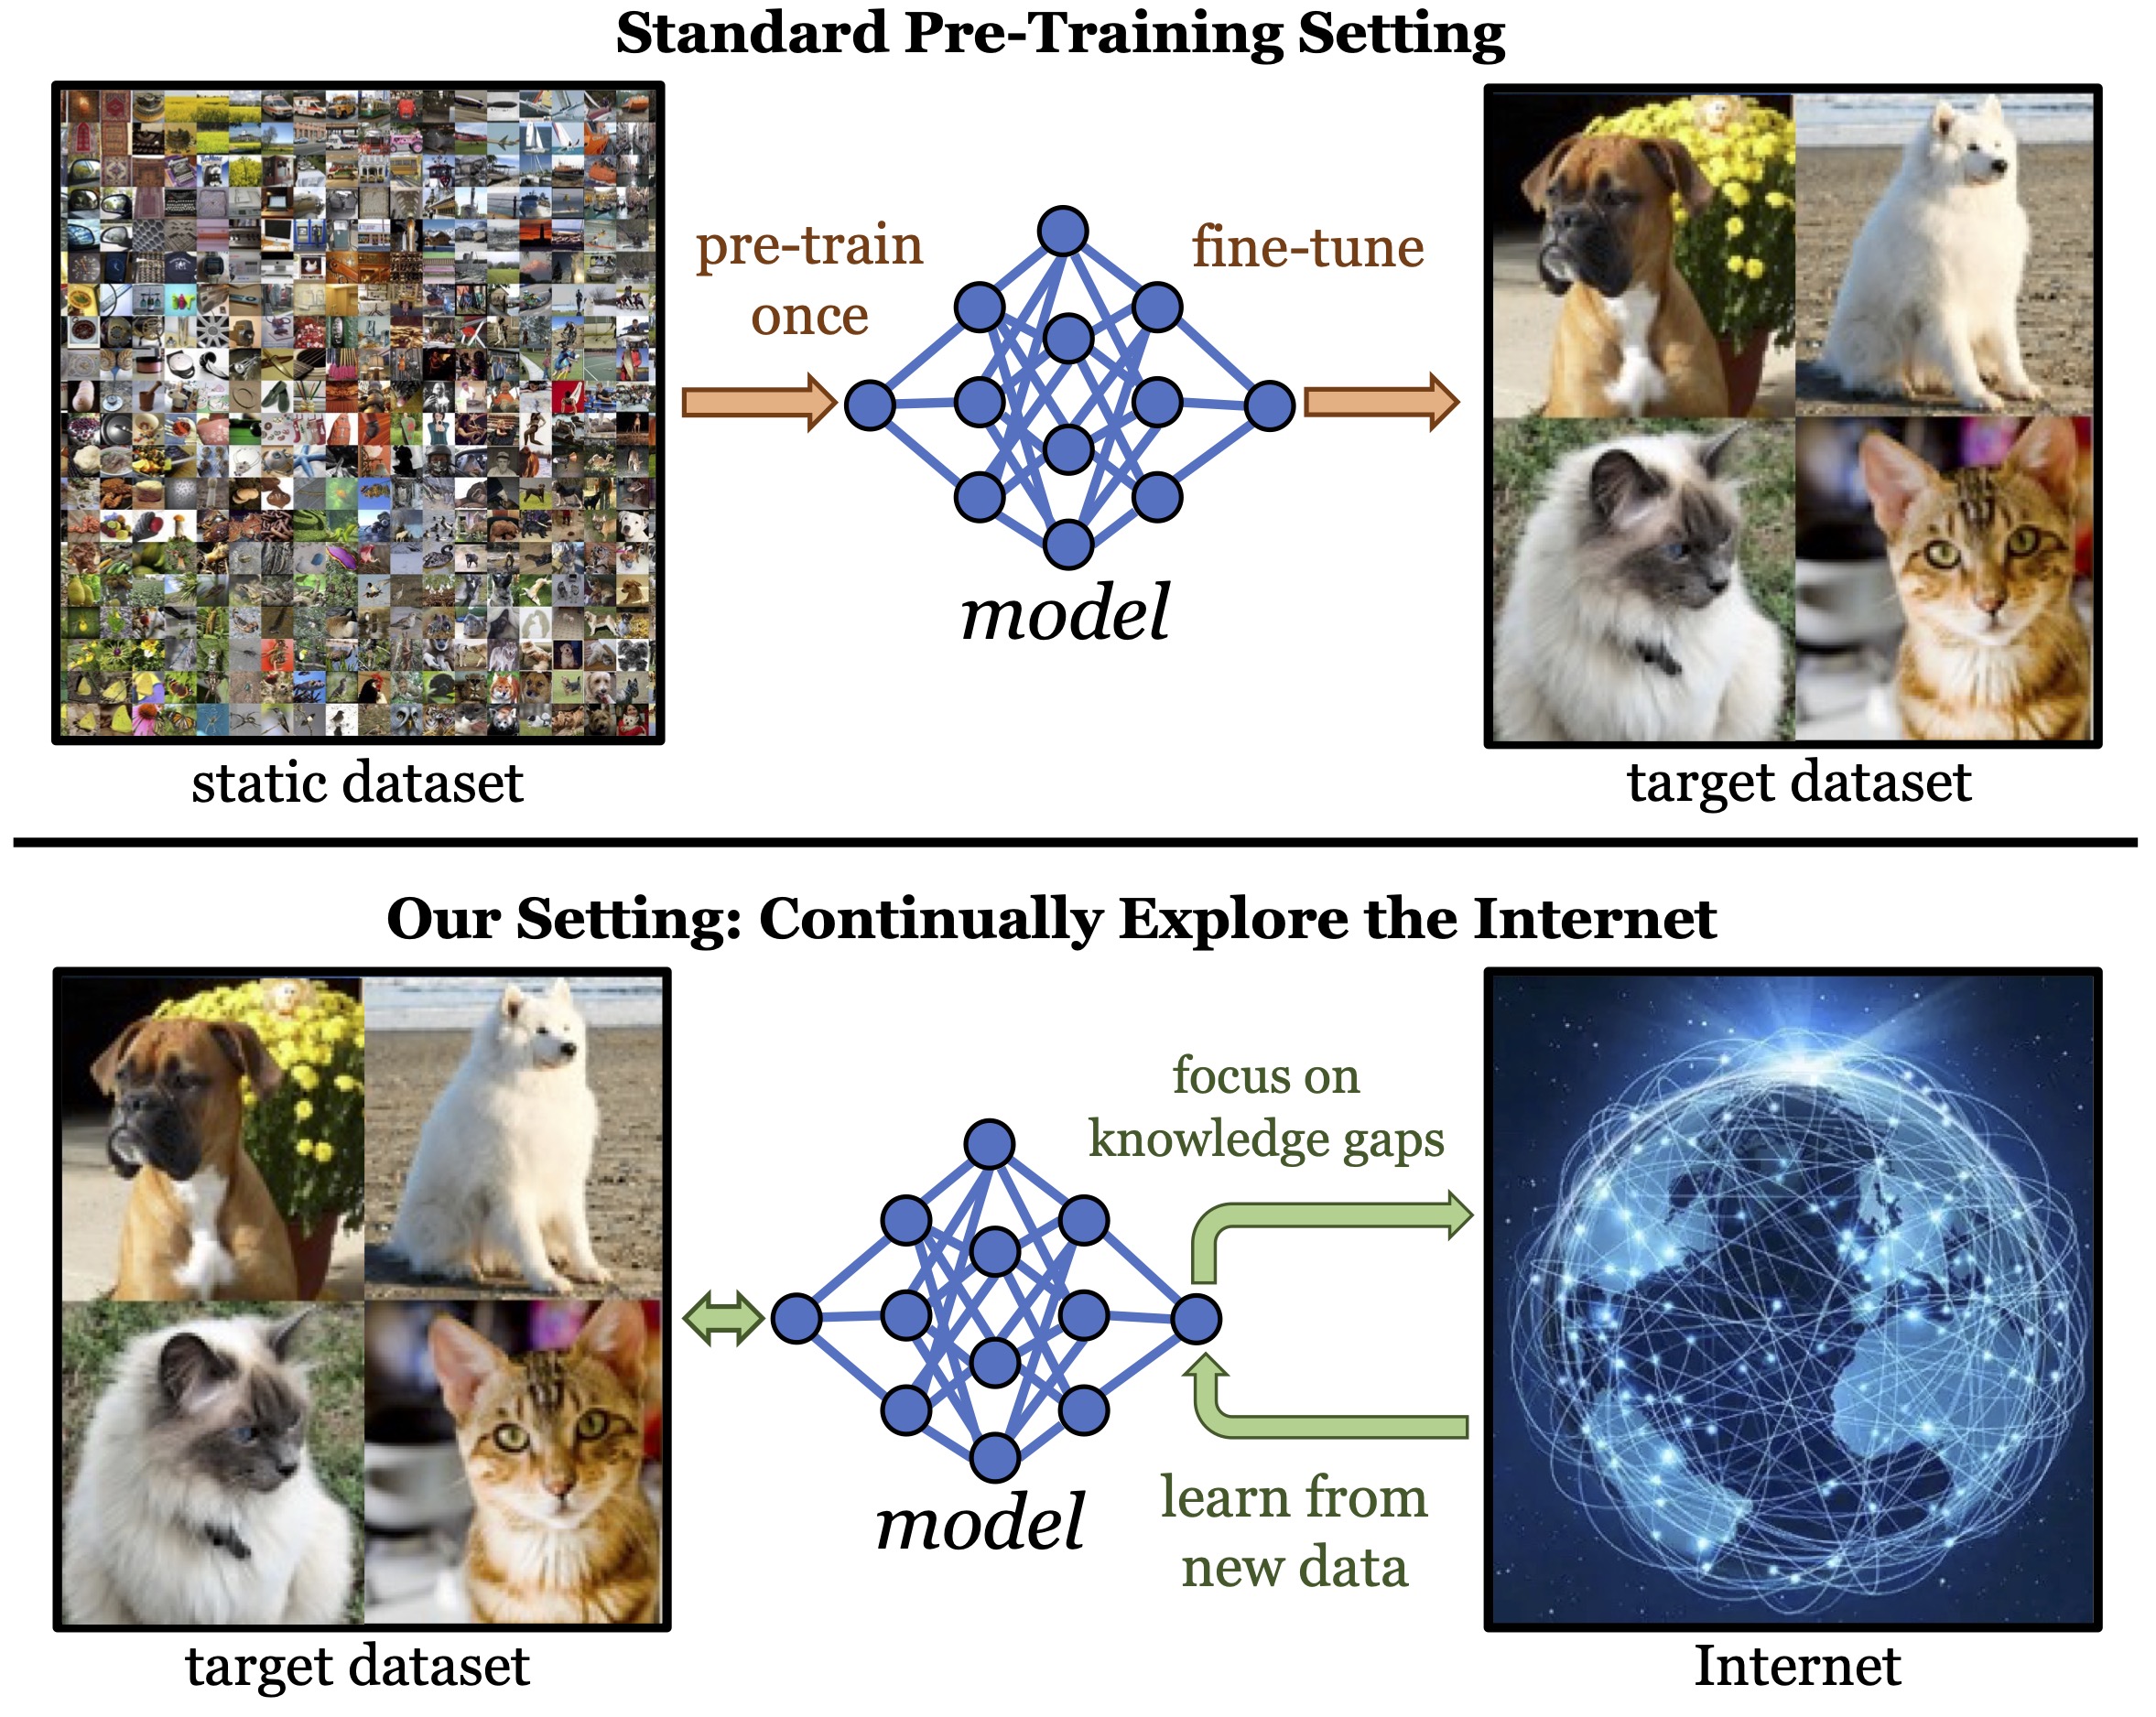 Standard Pre-Training Setting
pre-train
once
fine-tune
model
static dataset
target dataset
Our Setting: Continually Explore the Internet
focus on
knowledge gaps
learn from
new data
model
target dataset
Internet